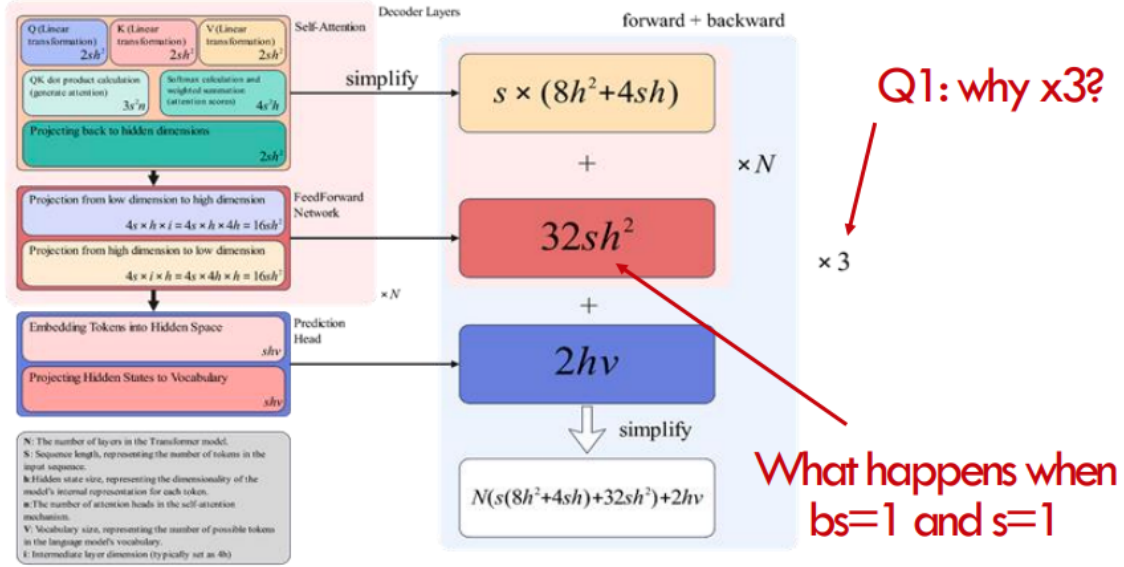 Decoder Layers
forward + backward
Q (Linear
transformation)
2sh²
K (Linear
transformation)
2sh²
V (Linear
transformation)
2sh²
Self-Attention
QK dot product calculation
(generate attention)
3s²n
Softmax calculation and
weighted summation
(attention scores)
4s²h
Projecting back to hidden dimensions
2sh²
simplify
s × (8h²+4sh)
+
× N
Q1: why x3?
Projection from low dimension to high dimension
4s × h × i = 4s × h × 4h = 16sh²
Projection from high dimension to low dimension
4s × i × h = 4s × 4h × h = 16sh²
FeedForward
Network
× N
32sh²
× 3
+
Embedding Tokens into Hidden Space
shv
Projecting Hidden States to Vocabulary
shv
Prediction
Head
2hv
simplify
N(s(8h²+4sh)+32sh²)+2hv
What happens when
bs=1 and s=1
N: The number of layers in the Transformer model.
S: Sequence length, representing the number of tokens in the
input sequence.
h:Hidden state size, representing the dimensionality of the
model's internal representation for each token.
n:The number of attention heads in the self-attention
mechanism.
V: Vocabulary size, representing the number of possible tokens
in the language model's vocabulary.
i: Intermediate layer dimension (typically set as 4h)